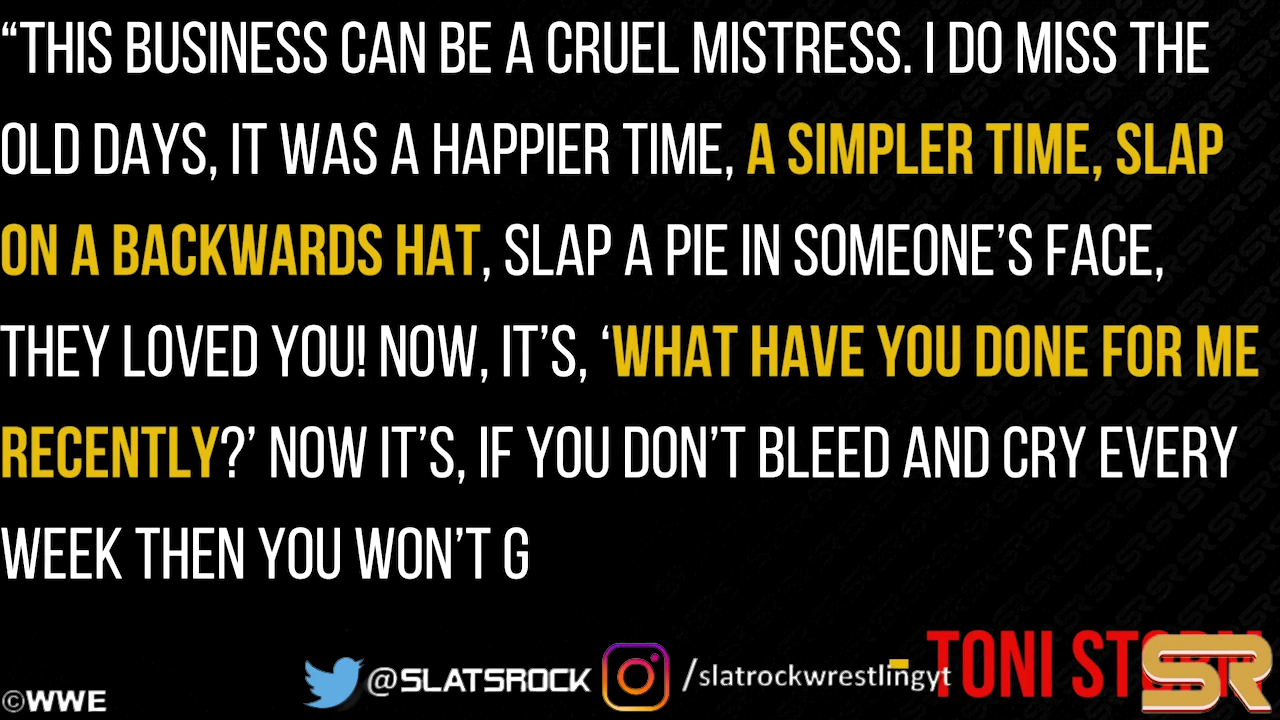 “THIS BUSINESS CAN BE A CRUEL MISTRESS. I DO MISS THE
OLD DAYS, IT WAS A HAPPIER TIME, A SIMPLER TIME, SLAP
ON A BACKWARDS HAT, SLAP A PIE IN SOMEONE’S FACE,
THEY LOVED YOU! NOW, IT’S, ‘WHAT HAVE YOU DONE FOR ME
RECENTLY?’ NOW IT’S, IF YOU DON’T BLEED AND CRY EVERY
WEEK THEN YOU WON’T G
- TONI STORM
©WWE @SLATSROCK /slatrockwrestlingyt SR